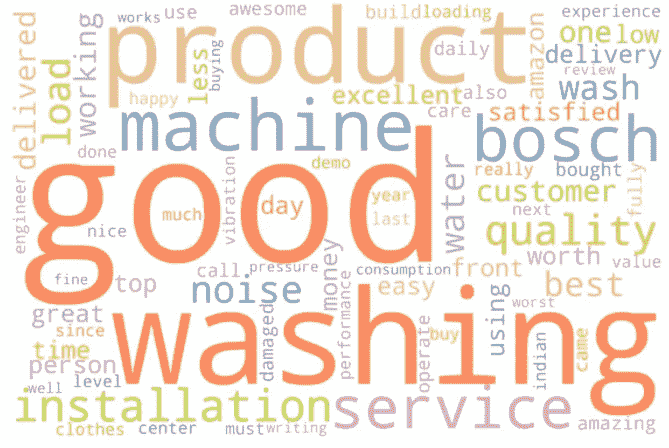 works use awesome build loading experience
product one low
daily delivery
delivered working load less buying amazon review
happy excellent also wash
machine care satisfied
bosch
done demo really bought
good
engineer nice vibration much day year last water customer fully
next
quality
call pressure consumption front worth value
fine top noise money easy best
great washing worst
since damaged performance operate buy using indian came
time
person
well level
installation service
clothes center must writing amazing